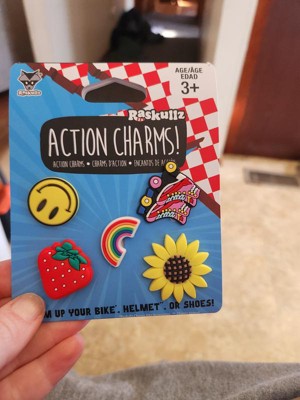 AGE/ÂGE
EDAD
3+
Raskullz
ACTION CHARMS!
ACTION CHARMS • CHARMS D'ACTION • ENCANTOS DE
M UP YOUR BIKE, HELMET, OR SHOES!